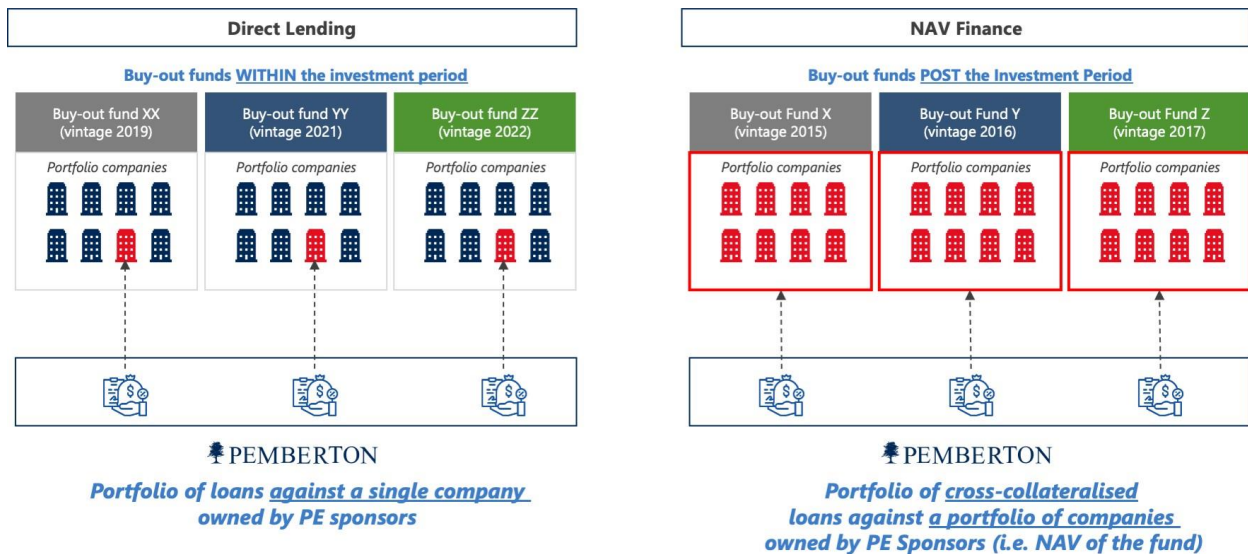 Direct Lending
Buy-out funds WITHIN the investment period
Buy-out fund XX
(vintage 2019)
Buy-out fund YY
(vintage 2021)
Buy-out fund ZZ
(vintage 2022)
Portfolio companies
Portfolio companies
Portfolio companies
$
$
$
PEMBERTON
Portfolio of loans against a single company
owned by PE sponsors
NAV Finance
Buy-out funds POST the Investment Period
Buy-out Fund X
(vintage 2015)
Buy-out Fund Y
(vintage 2016)
Buy-out Fund Z
(vintage 2017)
Portfolio companies
Portfolio companies
Portfolio companies
$
$
$
PEMBERTON
Portfolio of cross-collateralised
loans against a portfolio of companies
owned by PE Sponsors (i.e. NAV of the fund)